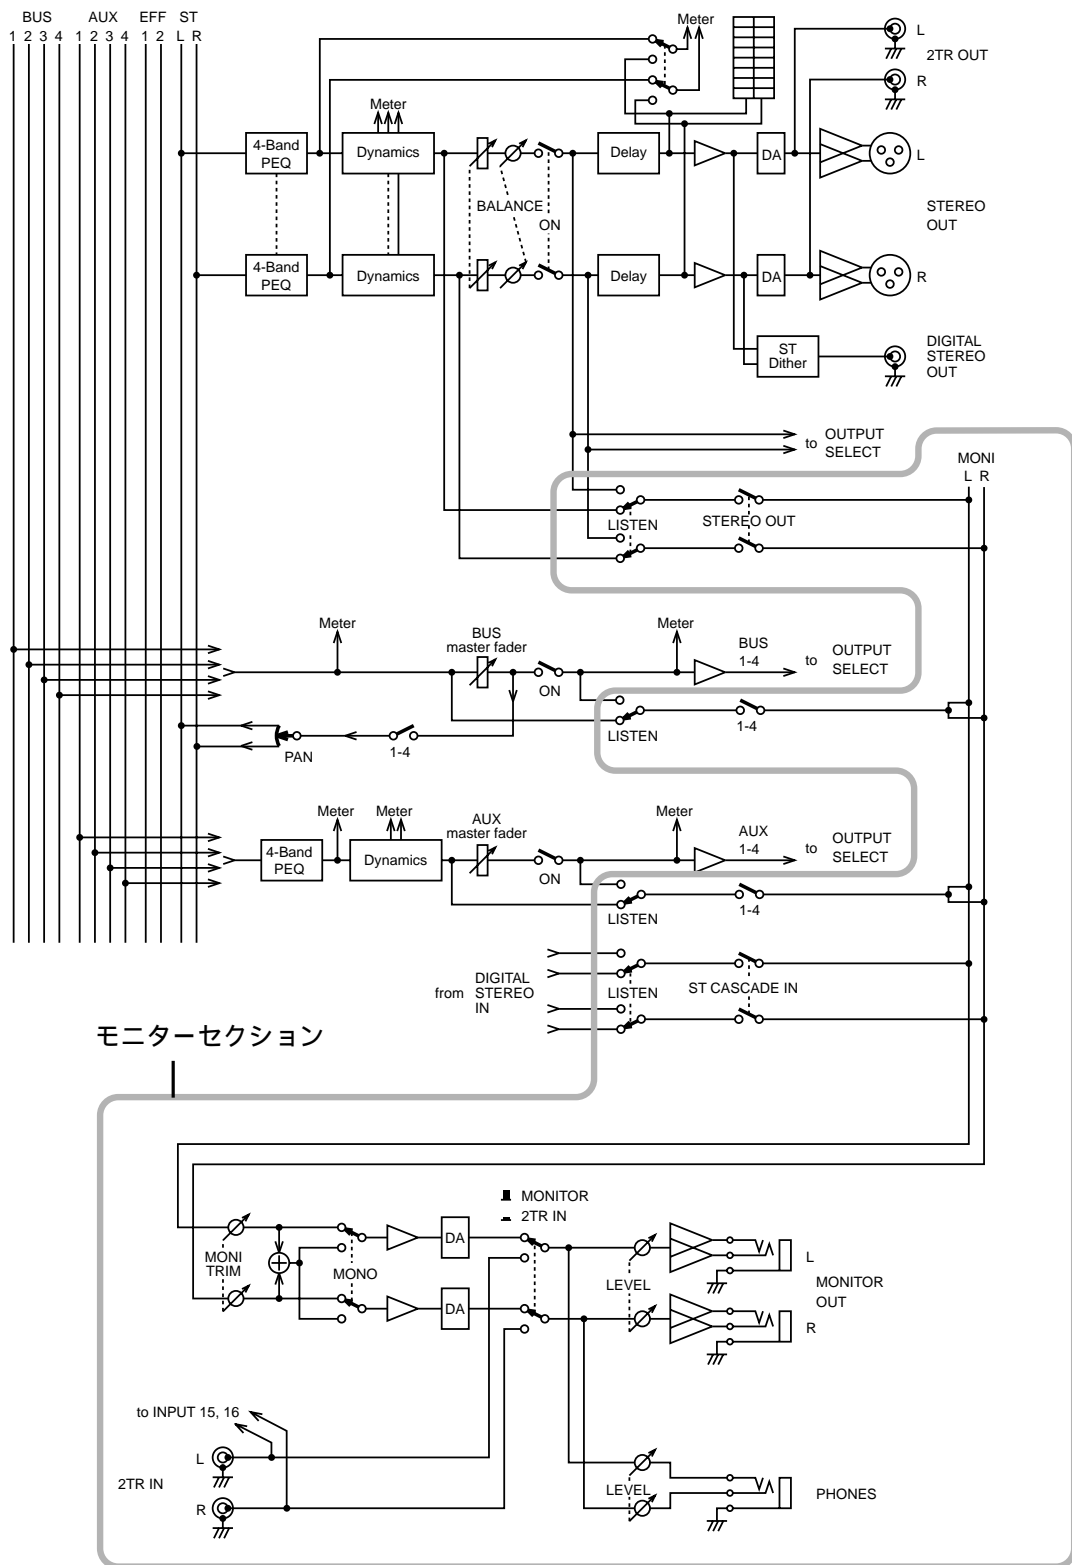 BUS AUX EFF ST
1 2 3 4 1 2 3 4 1 2 L R
Meter
L
2TR OUT
R
Meter
4-Band
PEQ
Dynamics
Delay
DA
L
BALANCE
ON
STEREO
OUT
4-Band
PEQ
Dynamics
Delay
DA
R
ST
Dither
DIGITAL
STEREO
OUT
to OUTPUT
SELECT
MONI
L R
LISTEN
STEREO OUT
Meter
BUS
master fader
ON
Meter
BUS
1-4
to OUTPUT
SELECT
PAN
1-4
LISTEN
1-4
Meter
Meter
AUX
master fader
Meter
4-Band
PEQ
Dynamics
ON
AUX
1-4
to OUTPUT
SELECT
LISTEN
1-4
from DIGITAL
STEREO
IN
LISTEN
ST CASCADE IN
モニターセクション
MONITOR
2TR IN
MONI
TRIM
MONO
DA
DA
LEVEL
L
MONITOR
OUT
R
to INPUT 15, 16
L
2TR IN
R
LEVEL
PHONES